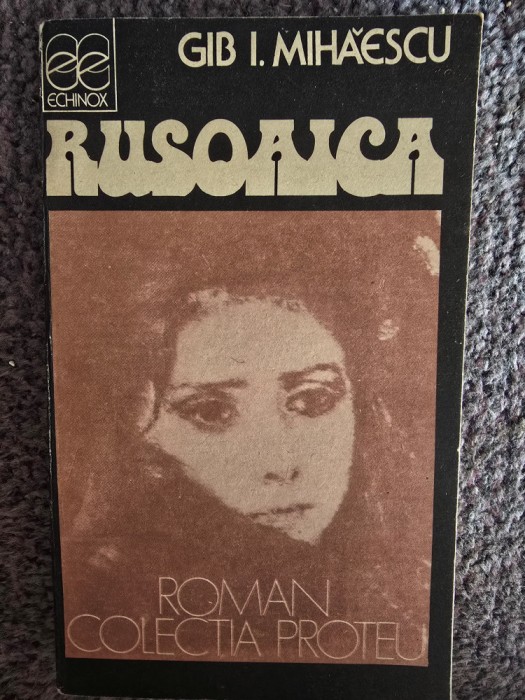 ECHINOX
GIB I. MIHĂESCU
RUSOAICA
ROMAN
COLECTIA PROTEU